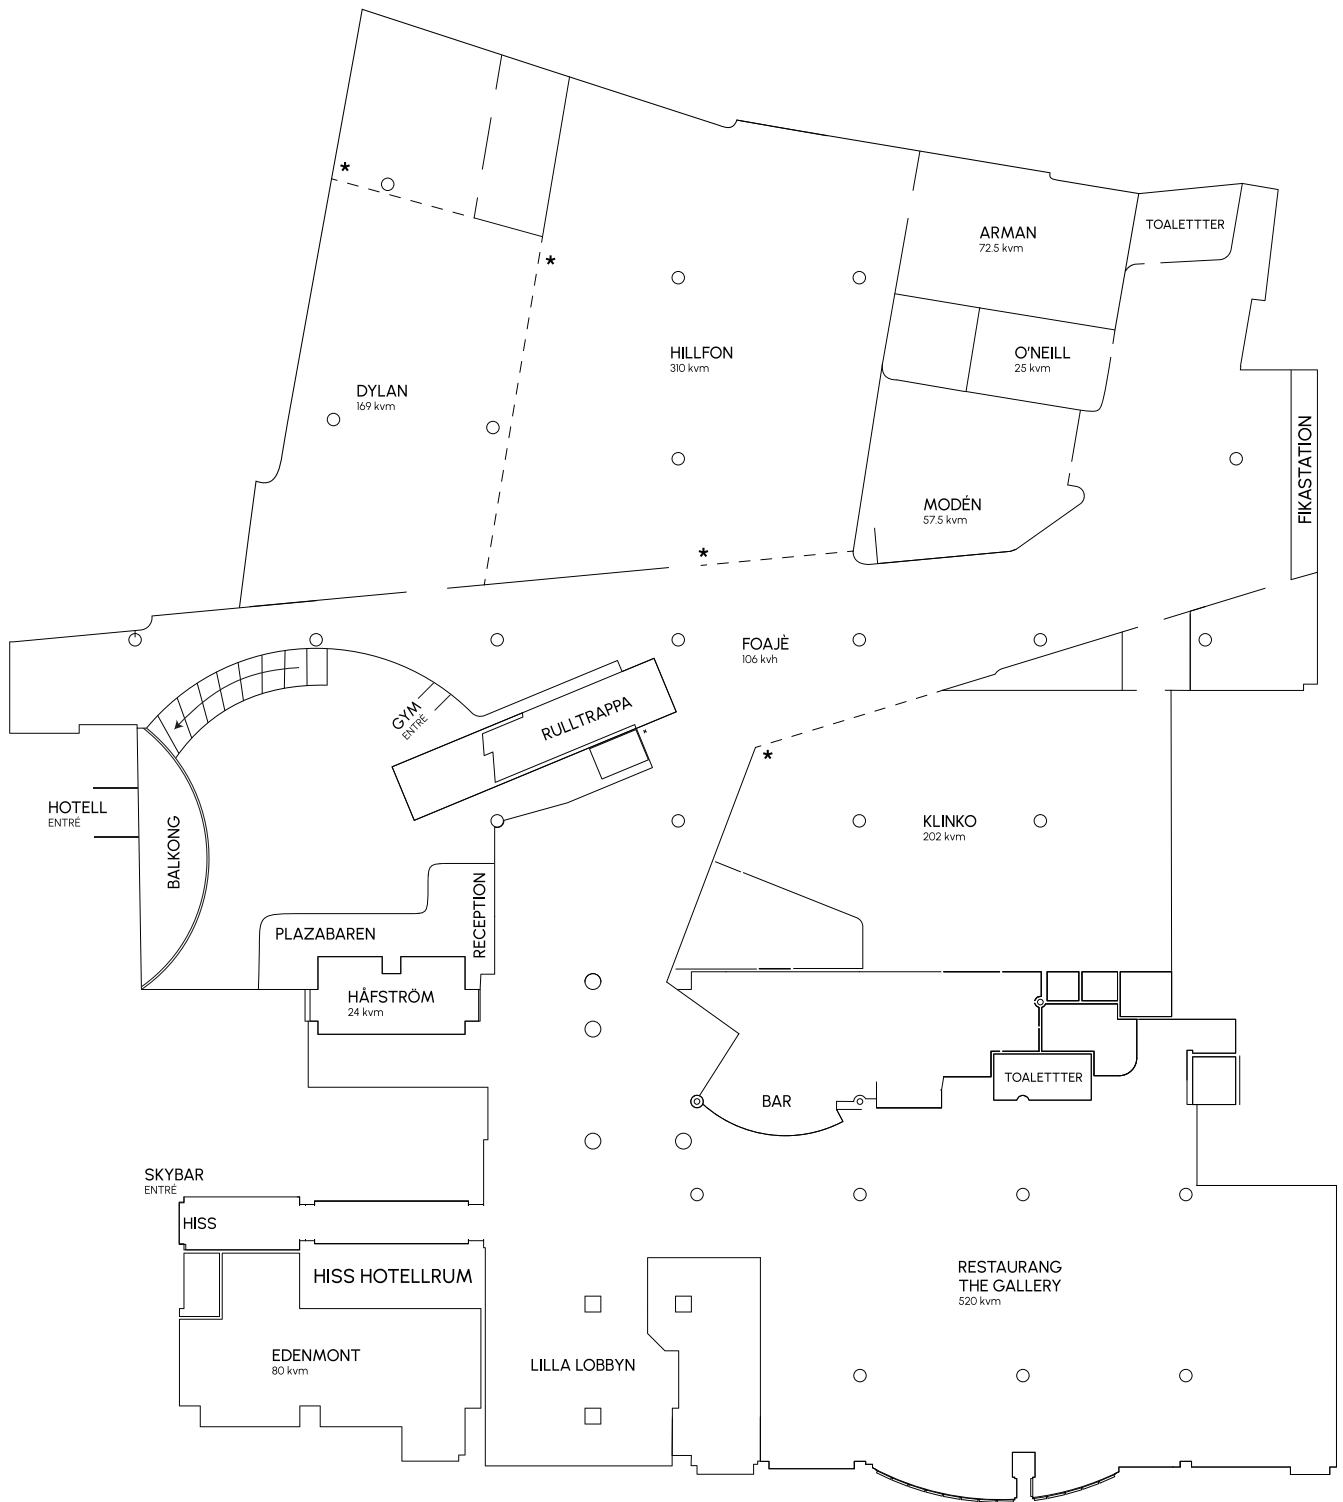 *
TOALETTTER
ARMAN
72.5 kvm
*
HILLFON
310 kvm
O'NEILL
25 kvm
DYLAN
169 kvm
FIKASTATION
MODÉN
57.5 kvm
*
FOAJÈ
106 kvh
GYM
ENTRÉ
RULLTRAPPA
*
HOTELL
ENTRÉ
BALKONG
KLINKO
202 kvm
RECEPTION
PLAZABAREN
HÅFSTRÖM
24 kvm
TOALETTTER
BAR
SKYBAR
ENTRÉ
HISS
HISS HOTELLRUM
RESTAURANG
THE GALLERY
520 kvm
EDENMONT
80 kvm
LILLA LOBBYN